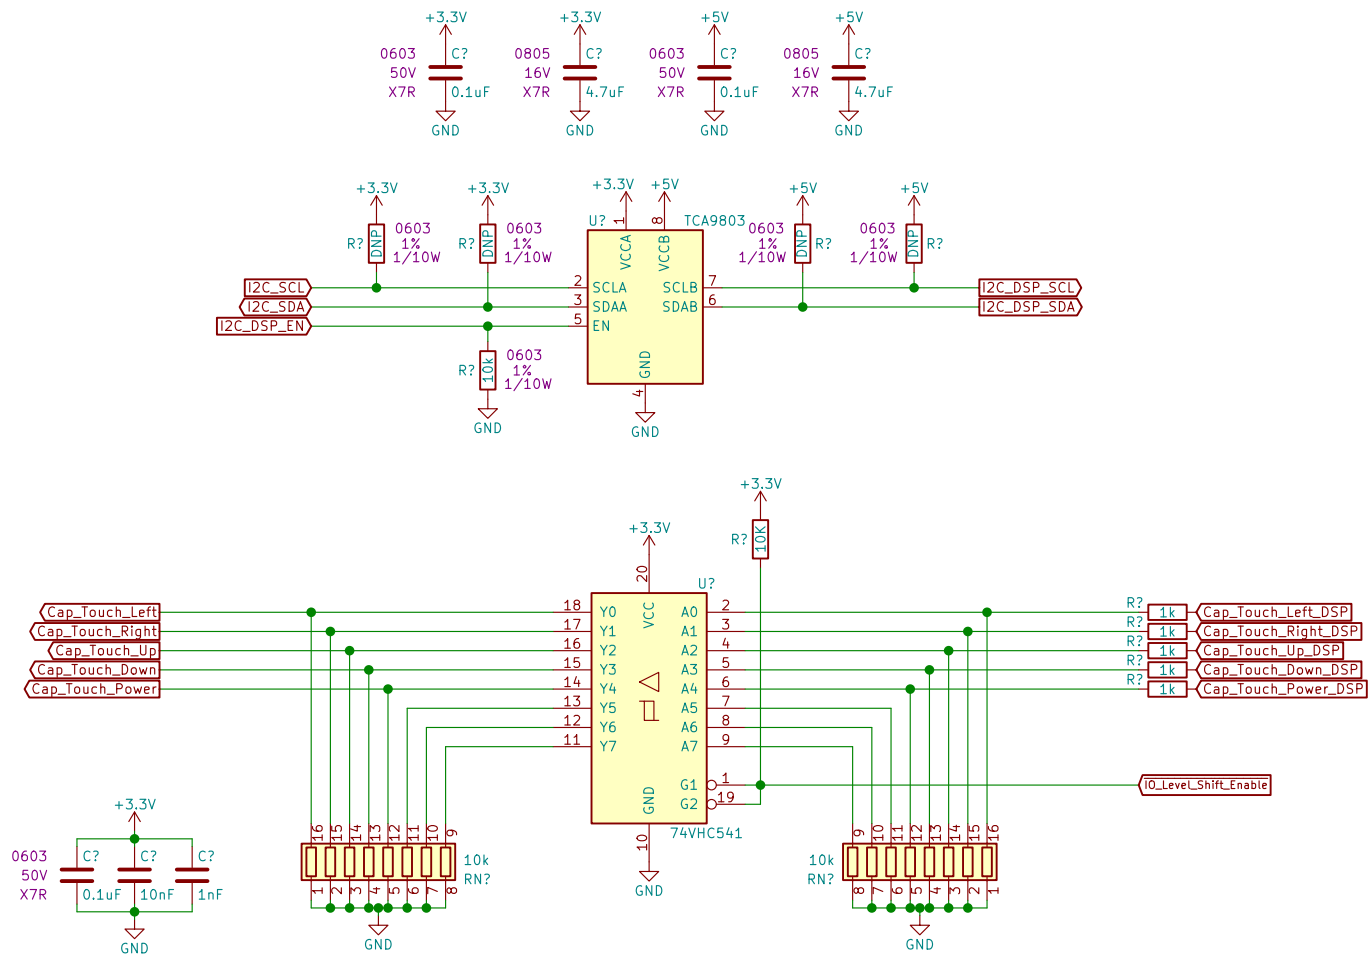 +3.3V +3.3V +5V +5V
0603 C? 0805 C? 0603 C? 0805 C?
50V 16V 50V 16V
X7R 0.1uF X7R 4.7uF X7R 0.1uF X7R 4.7uF
GND GND GND GND
+3.3V +3.3V +3.3V +5V +5V +5V
U? 1 8 TCA9803
0603 0603 0603 0603
R? DNP 1% R? DNP 1% VCCA VCCB 1% DNP R? 1% DNP R?
1/10W 1/10W 1/10W 1/10W
I2C_SCL 2 SCLA SCLB 7 I2C_DSP_SCL
I2C_SDA 3 SDAA SDAB 6 I2C_DSP_SDA
I2C_DSP_EN 5 EN
0603
R? 10k 1% GND
1/10W 4
GND GND
+3.3V
+3.3V R? 10K
20 U?
VCC
Cap_Touch_Left 18 Y0 A0 2 R? 1k Cap_Touch_Left_DSP
Cap_Touch_Right 17 Y1 A1 3 R? 1k Cap_Touch_Right_DSP
Cap_Touch_Up 16 Y2 A2 4 R? 1k Cap_Touch_Up_DSP
Cap_Touch_Down 15 Y3 A3 5 R? 1k Cap_Touch_Down_DSP
Cap_Touch_Power 14 Y4 A4 6 R? 1k Cap_Touch_Power_DSP
13 Y5 A5 7
12 Y6 A6 8
11 Y7 A7 9
G1 1 IO_Level_Shift_Enable
GND G2 19
+3.3V 10 74VHC541
16 15 14 13 12 11 10 9 9 10 11 12 13 14 15 16
0603 C? C? C? 10k 10k
50V RN? GND RN?
X7R 0.1uF 10nF 1nF 1 2 3 4 5 6 7 8 8 7 6 5 4 3 2 1
GND GND GND